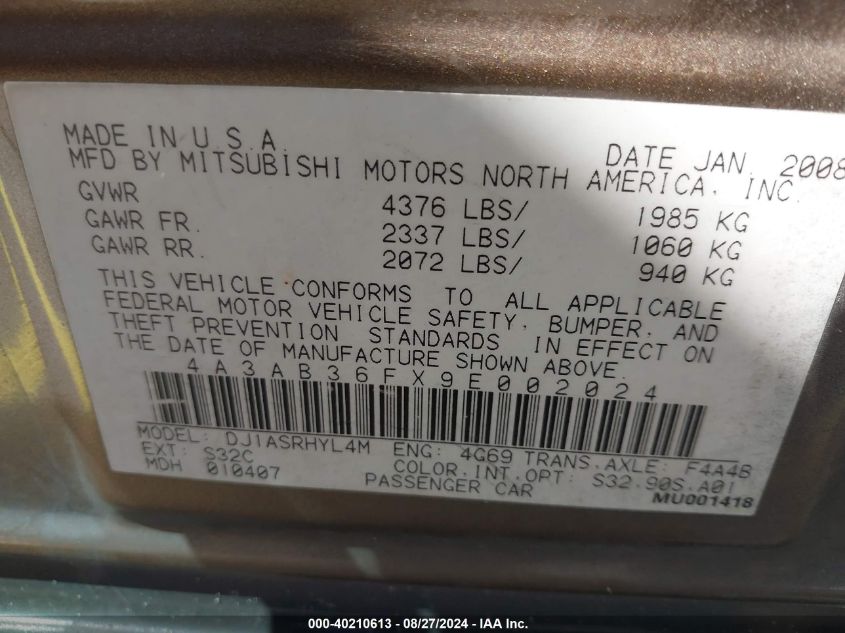 MADE IN U.S.A. DATE JAN. 2008
MFD BY MITSUBISHI MOTORS NORTH AMERICA, INC.
GVWR 4376 LBS/ 1985 KG
GAWR FR. 2337 LBS/ 1060 KG
GAWR RR. 2072 LBS/ 940 KG
THIS VEHICLE CONFORMS TO ALL APPLICABLE
FEDERAL MOTOR VEHICLE SAFETY, BUMPER, AND
THEFT PREVENTION STANDARDS IN EFFECT ON
THE DATE OF MANUFACTURE SHOWN ABOVE
4A3AB36FX9E002024
MODEL: DJ1ASRHYL4M ENG: 4G69 TRANS.AXLE: F4A4B
EXT: S32C COLOR.INT.OPT: S32.90S.A01
MDH 010407 PASSENGER CAR MU001418
000-40210613 - 08/27/2024 - IAA Inc.